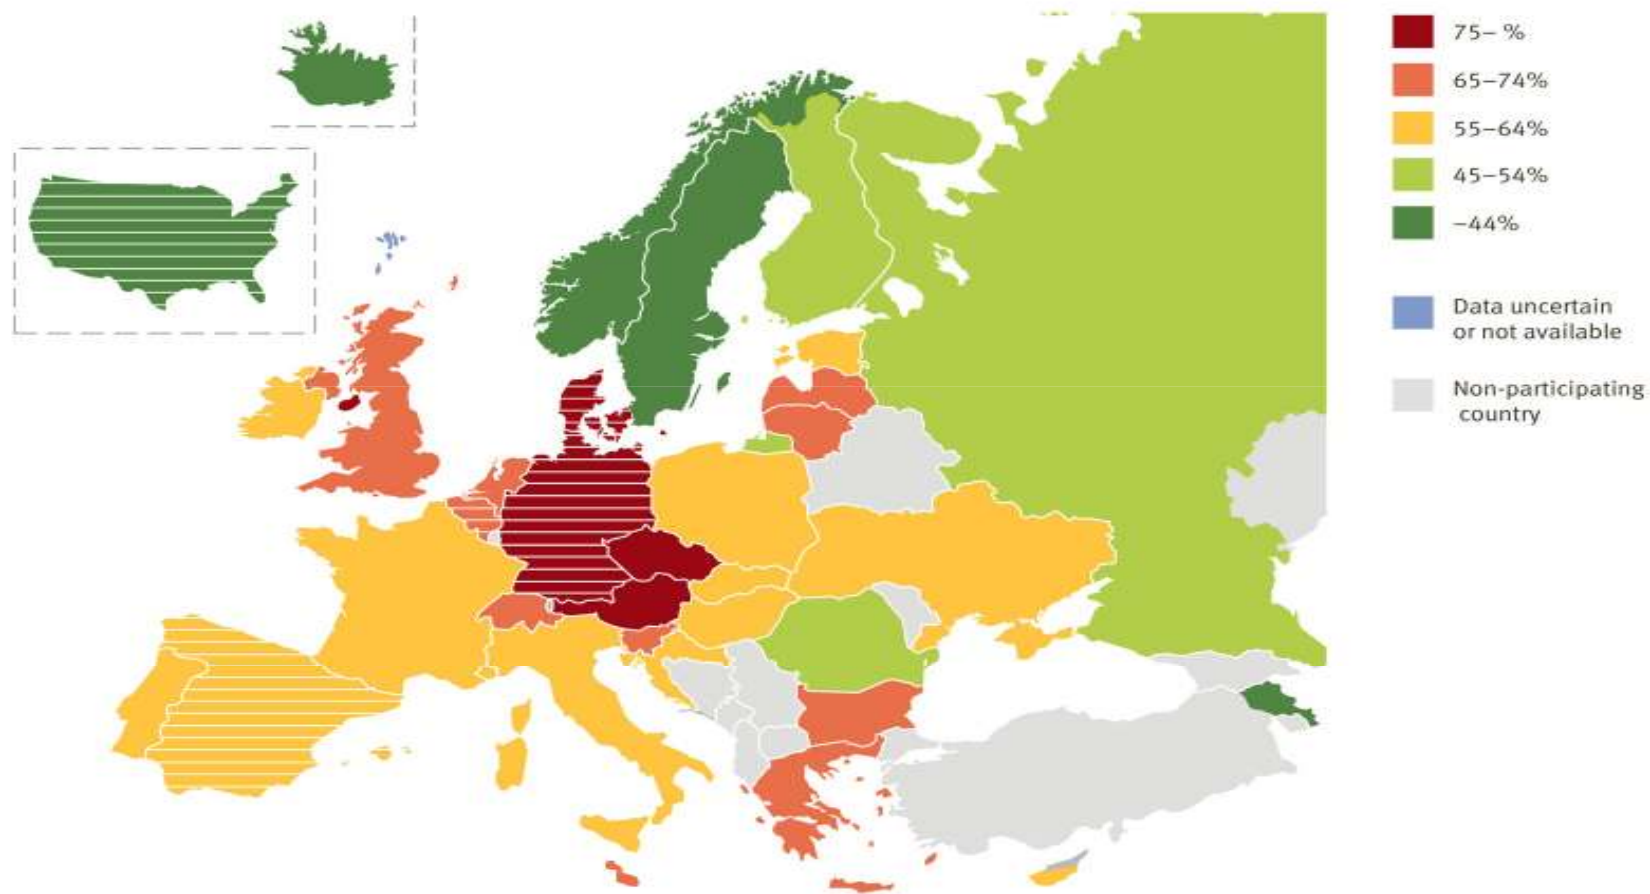 75– %
65–74%
55–64%
45–54%
–44%
Data uncertain
or not available
Non-participating
country